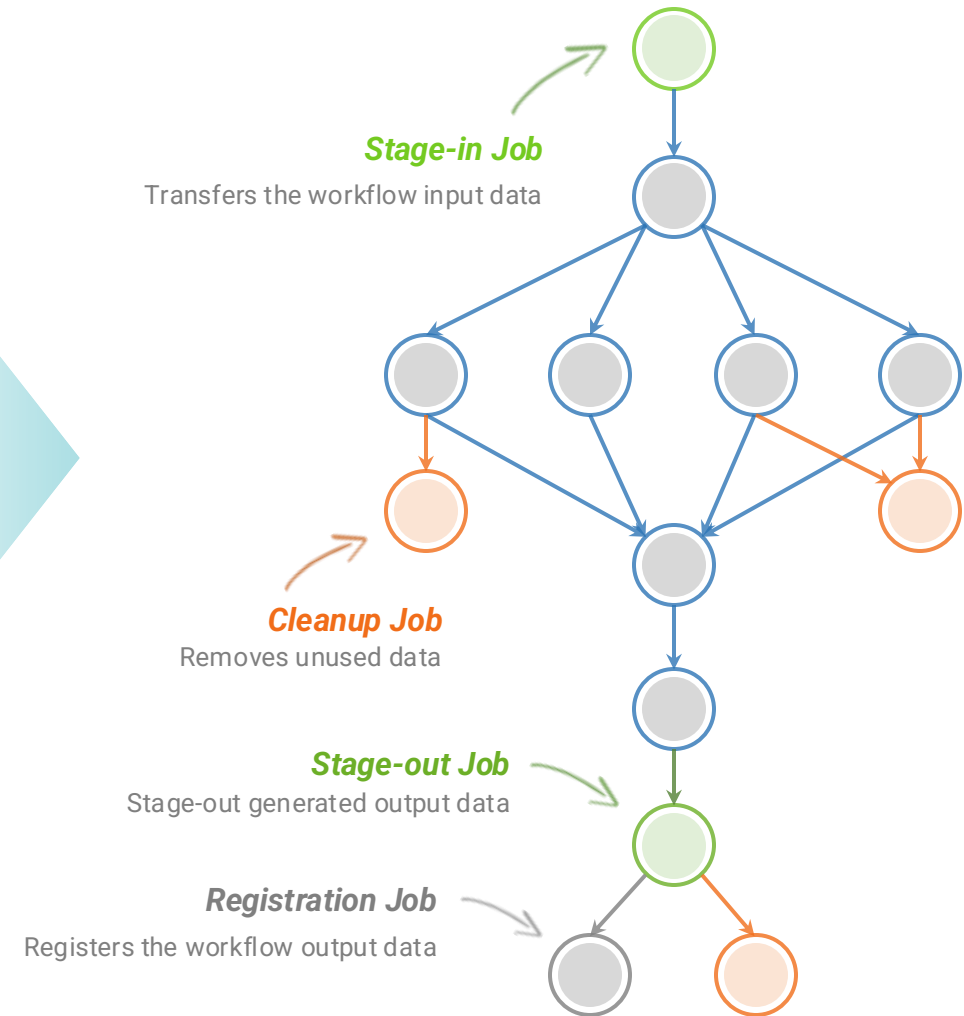 Stage-in Job
Transfers the workflow input data
Cleanup Job
Removes unused data
Stage-out Job
Stage-out generated output data
Registration Job
Registers the workflow output data